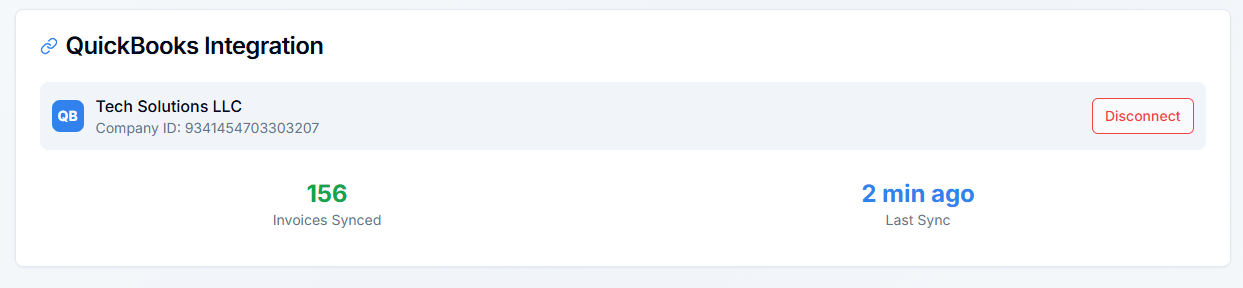 QuickBooks Integration
QB
Tech Solutions LLC
Company ID: 9341454703303207
Disconnect
156
Invoices Synced
2 min ago
Last Sync